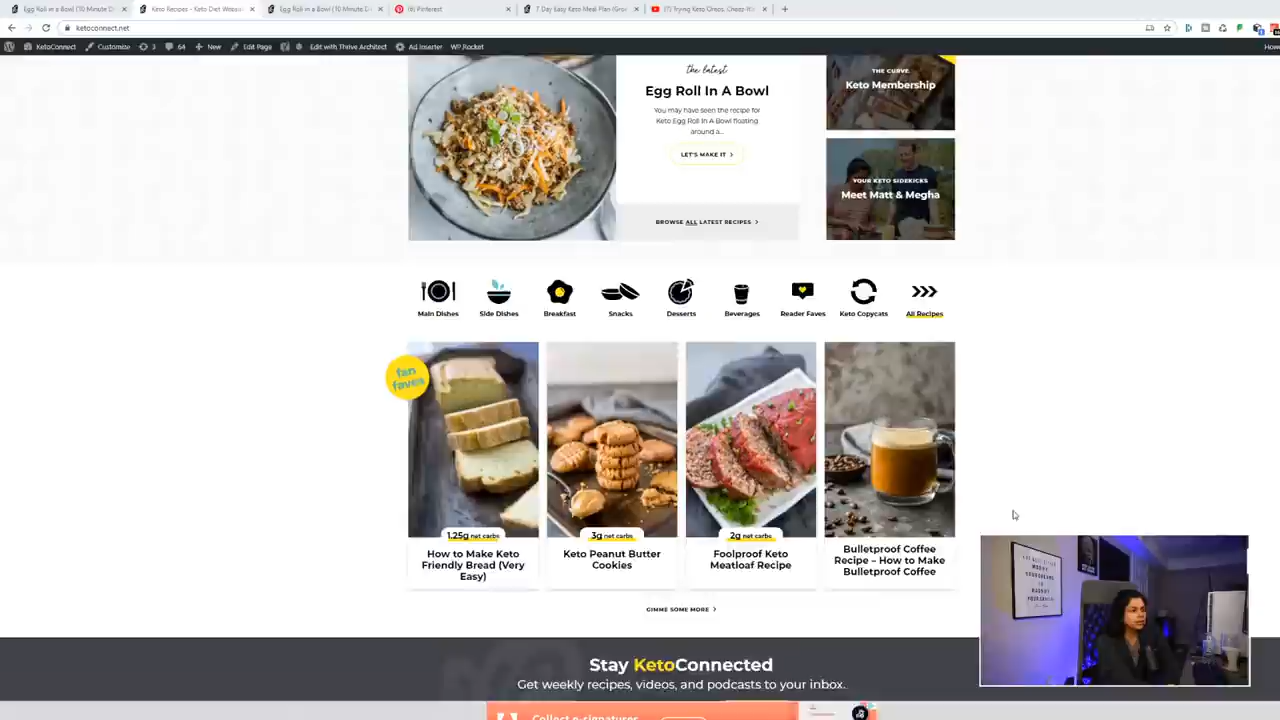 Egg Roll in a Bowl (10 Minute D
Keto Recipes - Keto Diet Websi
Egg Roll in a Bowl (10 Minute D
(6) Pinterest
7 Day Easy Keto Meal Plan (Gro
(1) Trying Keto Oreos, Cheez-It
ketoconnect.net
KetoConnect
Customize
3
64
New
Edit Page
Edit with Thrive Architect
Ad Inserter
WP Rocket
How
the latest
Egg Roll In A Bowl
You may have seen the recipe for
Keto Egg Roll In A Bowl floating
around a...
LET'S MAKE IT
BROWSE ALL LATEST RECIPES
THE CURVE.
Keto Membership
YOUR KETO SIDEKICKS
Meet Matt & Megha
Main Dishes
Side Dishes
Breakfast
Snacks
Desserts
Beverages
Reader Faves
Keto Copycats
All Recipes
fan
faves
1.25g net carbs
How to Make Keto
Friendly Bread (Very
Easy)
3g net carbs
Keto Peanut Butter
Cookies
2g net carbs
Foolproof Keto
Meatloaf Recipe
Bulletproof Coffee
Recipe – How to Make
Bulletproof Coffee
GIMME SOME MORE
Stay KetoConnected
Get weekly recipes, videos, and podcasts to your inbox.
Collect e-signatures